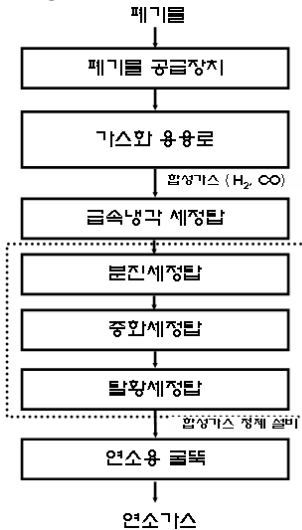 폐기물
폐기물 공급장치
가스화 용융로
합성가스 (H₂, CO)
급속냉각 세정탑
분진세정탑
중화세정탑
탈황세정탑
합성가스 정제 설비
연소용 굴뚝
연소가스